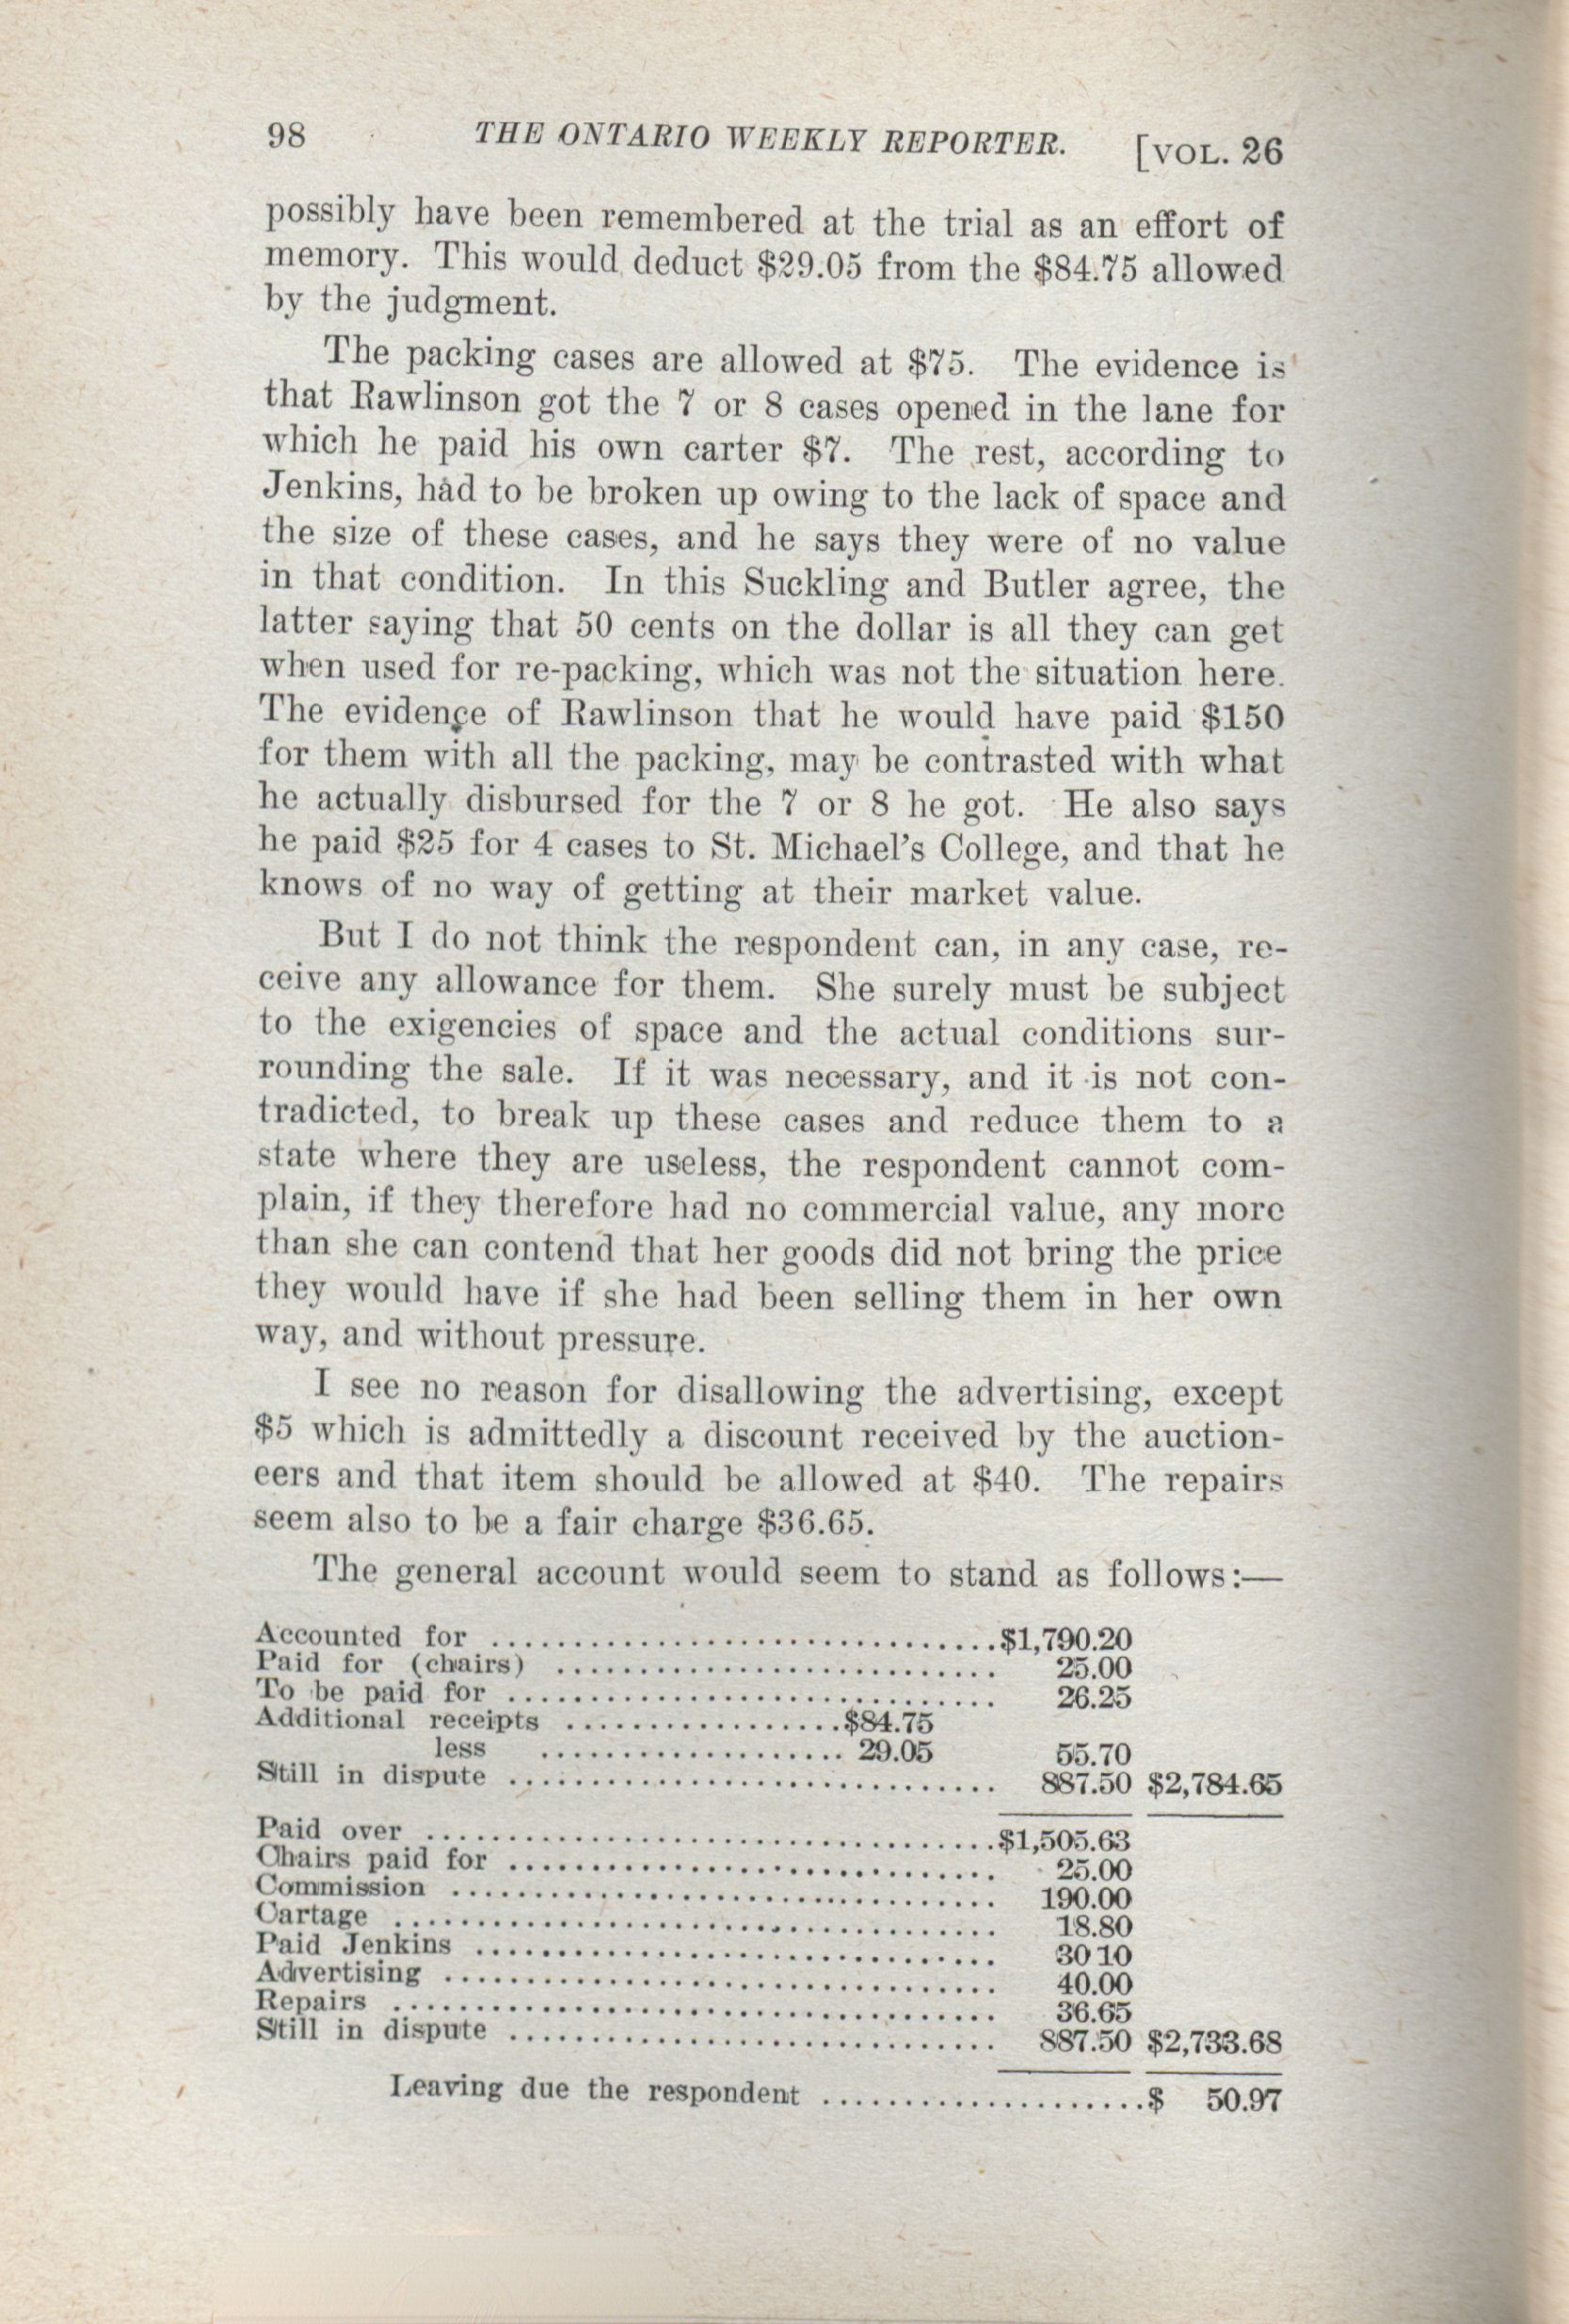 98 THE ONTARIO WEEKLY REPORTER. [VOL. 26
possibly have been remembered at the trial as an effort of
memory. This would deduct $29.05 from the $84.75 allowed
by the judgment.
The packing cases are allowed at $75. The evidence is
that Rawlinson got the 7 or 8 cases opened in the lane for
which he paid his own carter $7. The rest, according to
Jenkins, had to be broken up owing to the lack of space and
the size of these cases, and he says they were of no value
in that condition. In this Suckling and Butler agree, the
latter saying that 50 cents on the dollar is all they can get
when used for re-packing, which was not the situation here.
The evidence of Rawlinson that he would have paid $150
for them with all the packing, may be contrasted with what
he actually disbursed for the 7 or 8 he got. He also says
he paid $25 for 4 cases to St. Michael's College, and that he
knows of no way of getting at their market value.
But I do not think the respondent can, in any case, re-
ceive any allowance for them. She surely must be subject
to the exigencies of space and the actual conditions sur-
rounding the sale. If it was necessary, and it is not con-
tradicted, to break up these cases and reduce them to a
state where they are useless, the respondent cannot com-
plain, if they therefore had no commercial value, any more
than she can contend that her goods did not bring the price
they would have if she had been selling them in her own
way, and without pressure.
I see no reason for disallowing the advertising, except
$5 which is admittedly a discount received by the auction-
eers and that item should be allowed at $40. The repairs
seem also to be a fair charge $36.65.
The general account would seem to stand as follows:—
Accounted for ..............................$1,790.20
Paid for (chairs) .......................... 25.00
To be paid for ............................. 26.25
Additional receipts .................$84.75
less ................... 29.05 55.70
Still in dispute ............................. 887.50 $2,784.65
Paid over ..................................$1,505.63
Chairs paid for ............................. 25.00
Commission ................................. 190.00
Cartage .................................... 18.80
Paid Jenkins ............................... 30 10
Advertising ................................. 40.00
Repairs .................................... 36.65
Still in dispute ............................. 887.50 $2,733.68
Leaving due the respondent ....................$ 50.97